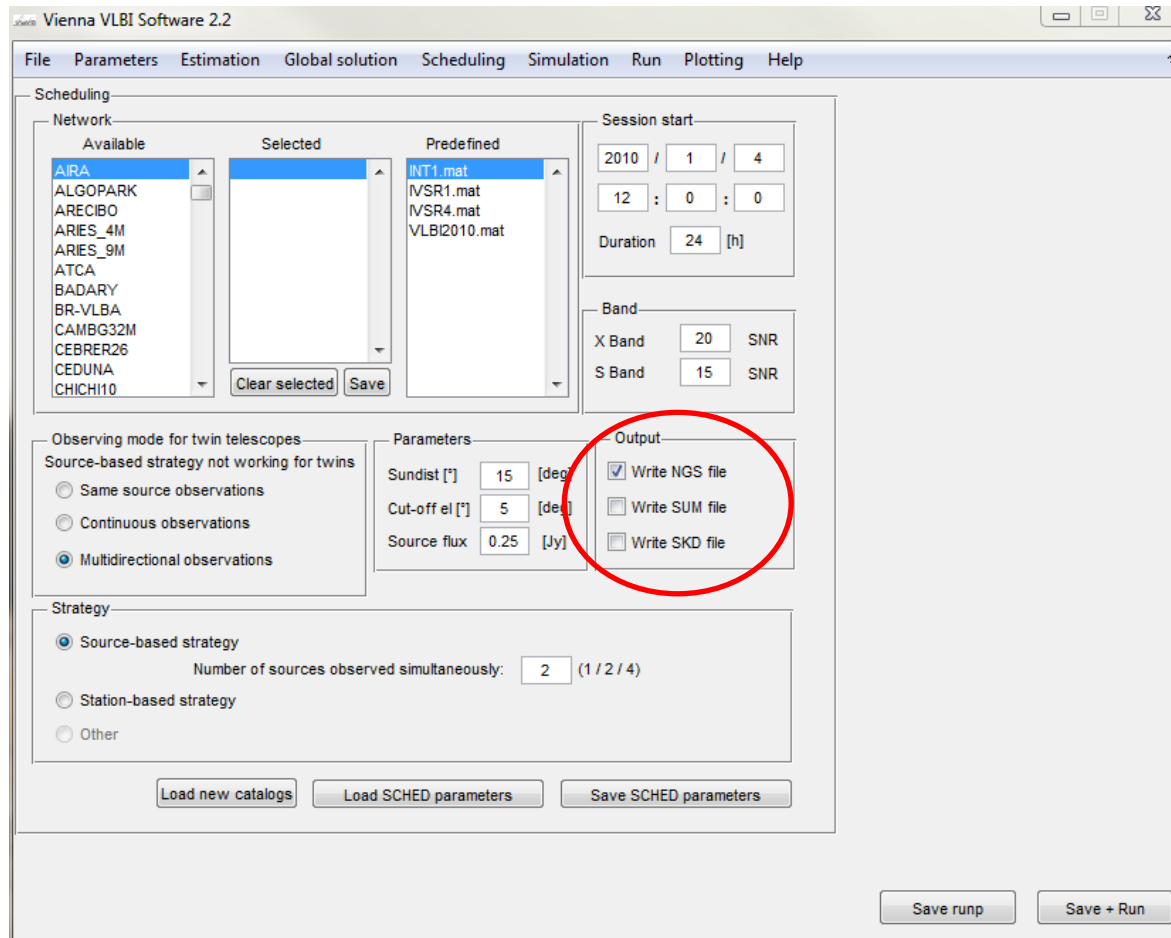 Vienna VLBI Software 2.2
File Parameters Estimation Global solution Scheduling Simulation Run Plotting Help
Scheduling
Network
Available Selected Predefined
AIRA
ALGOPARK
ARECIBO
ARIES_4M
ARIES_9M
ATCA
BADARY
BR-VLBA
CAMBG32M
CEBRER26
CEDUNA
CHICHI10
Clear selected Save
INT1.mat
IVSR1.mat
IVSR4.mat
VLBI2010.mat
Session start
2010 / 1 / 4
12 : 0 : 0
Duration 24 [h]
Band
X Band 20 SNR
S Band 15 SNR
Observing mode for twin telescopes
Source-based strategy not working for twins
Same source observations
Continuous observations
Multidirectional observations
Parameters
Sundist [°] 15 [deg]
Cut-off el [°] 5 [deg]
Source flux 0.25 [Jy]
Output
Write NGS file
Write SUM file
Write SKD file
Strategy
Source-based strategy
Number of sources observed simultaneously: 2 (1 / 2 / 4)
Station-based strategy
Other
Load new catalogs Load SCHED parameters Save SCHED parameters
Save runp Save + Run